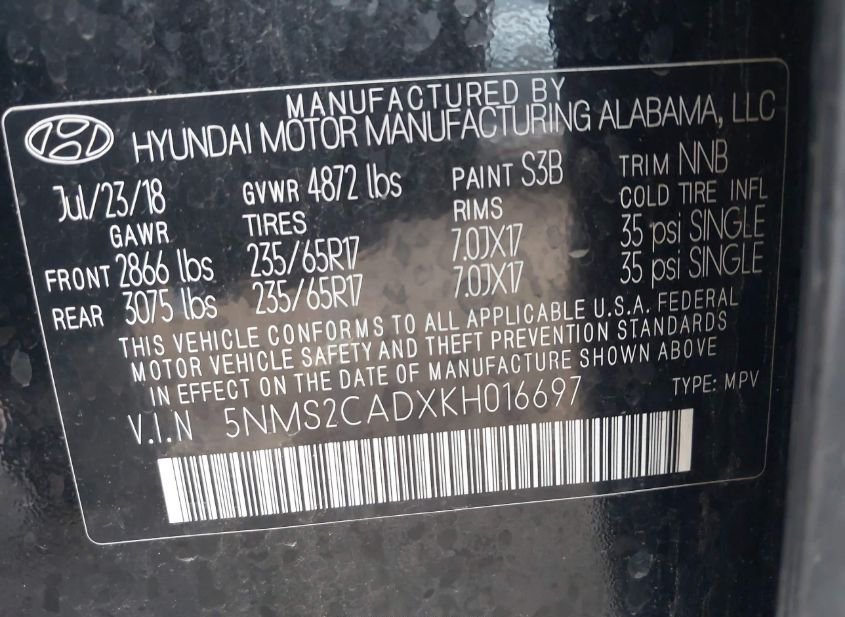 MANUFACTURED BY
HYUNDAI MOTOR MANUFACTURING ALABAMA, LLC
Jul/23/18 GVWR 4872 lbs PAINT S3B TRIM NNB
GAWR TIRES RIMS COLD TIRE INFL
FRONT 2866 lbs 235/65R17 7.0JX17 35 psi SINGLE
REAR 3075 lbs 235/65R17 7.0JX17 35 psi SINGLE
THIS VEHICLE CONFORMS TO ALL APPLICABLE U.S.A. FEDERAL
MOTOR VEHICLE SAFETY AND THEFT PREVENTION STANDARDS
IN EFFECT ON THE DATE OF MANUFACTURE SHOWN ABOVE
V.I.N 5NMS2CADXKH016697 TYPE: MPV